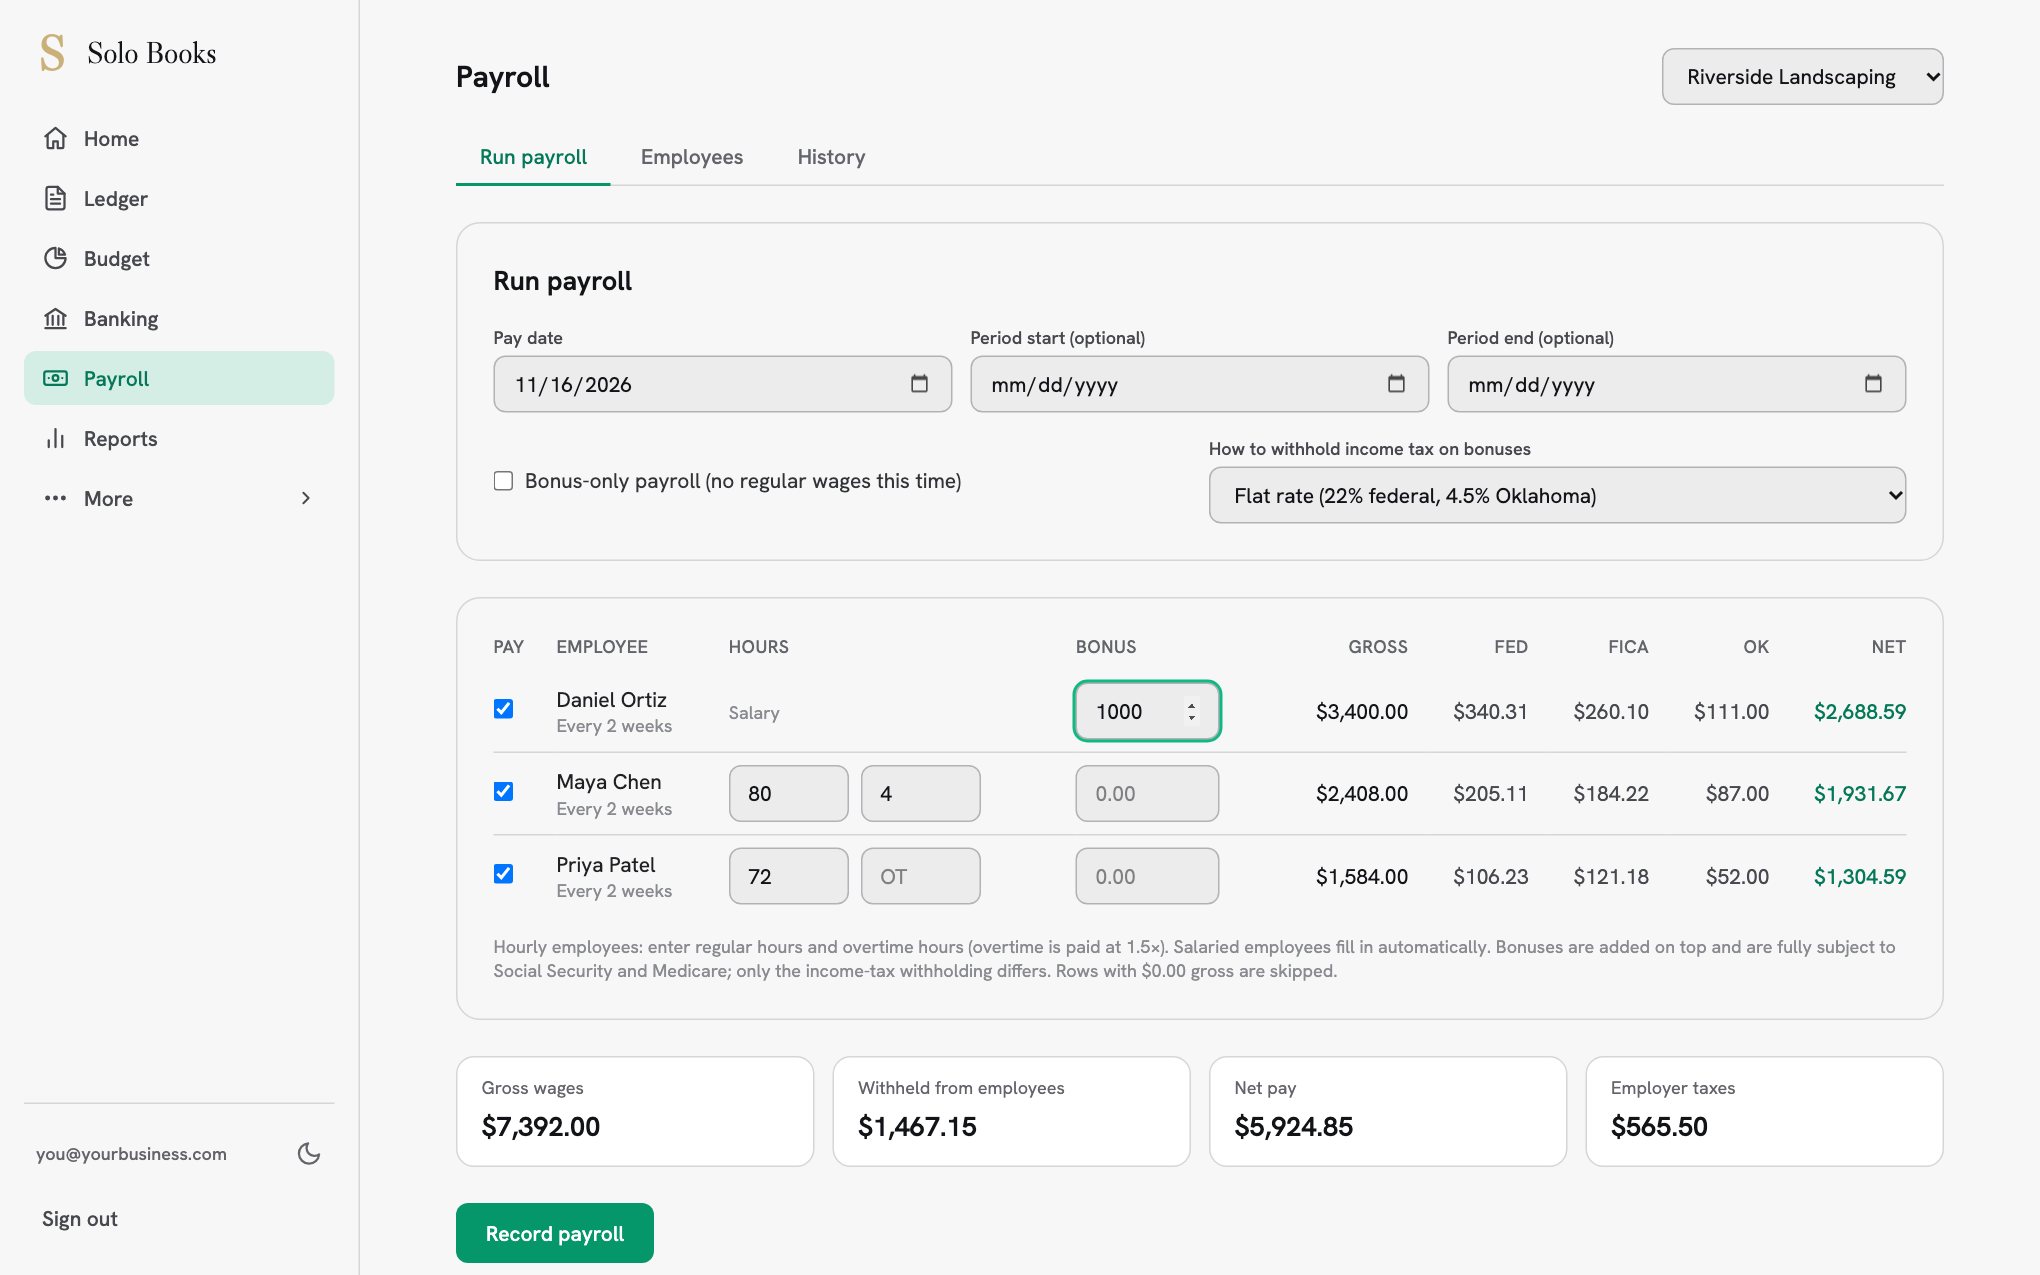 S Solo Books
Home
Ledger
Budget
Banking
Payroll
Reports
More
you@yourbusiness.com
Sign out
Payroll
Riverside Landscaping
Run payroll Employees History
Run payroll
Pay date Period start (optional) Period end (optional)
11/16/2026 mm/dd/yyyy mm/dd/yyyy
How to withhold income tax on bonuses
Bonus-only payroll (no regular wages this time)
Flat rate (22% federal, 4.5% Oklahoma)
PAY EMPLOYEE HOURS BONUS GROSS FED FICA OK NET
Daniel Ortiz
Every 2 weeks
Salary 1000 $3,400.00 $340.31 $260.10 $111.00 $2,688.59
Maya Chen
Every 2 weeks
80 4 0.00 $2,408.00 $205.11 $184.22 $87.00 $1,931.67
Priya Patel
Every 2 weeks
72 OT 0.00 $1,584.00 $106.23 $121.18 $52.00 $1,304.59
Hourly employees: enter regular hours and overtime hours (overtime is paid at 1.5×). Salaried employees fill in automatically. Bonuses are added on top and are fully subject to
Social Security and Medicare; only the income-tax withholding differs. Rows with $0.00 gross are skipped.
Gross wages Withheld from employees Net pay Employer taxes
$7,392.00 $1,467.15 $5,924.85 $565.50
Record payroll